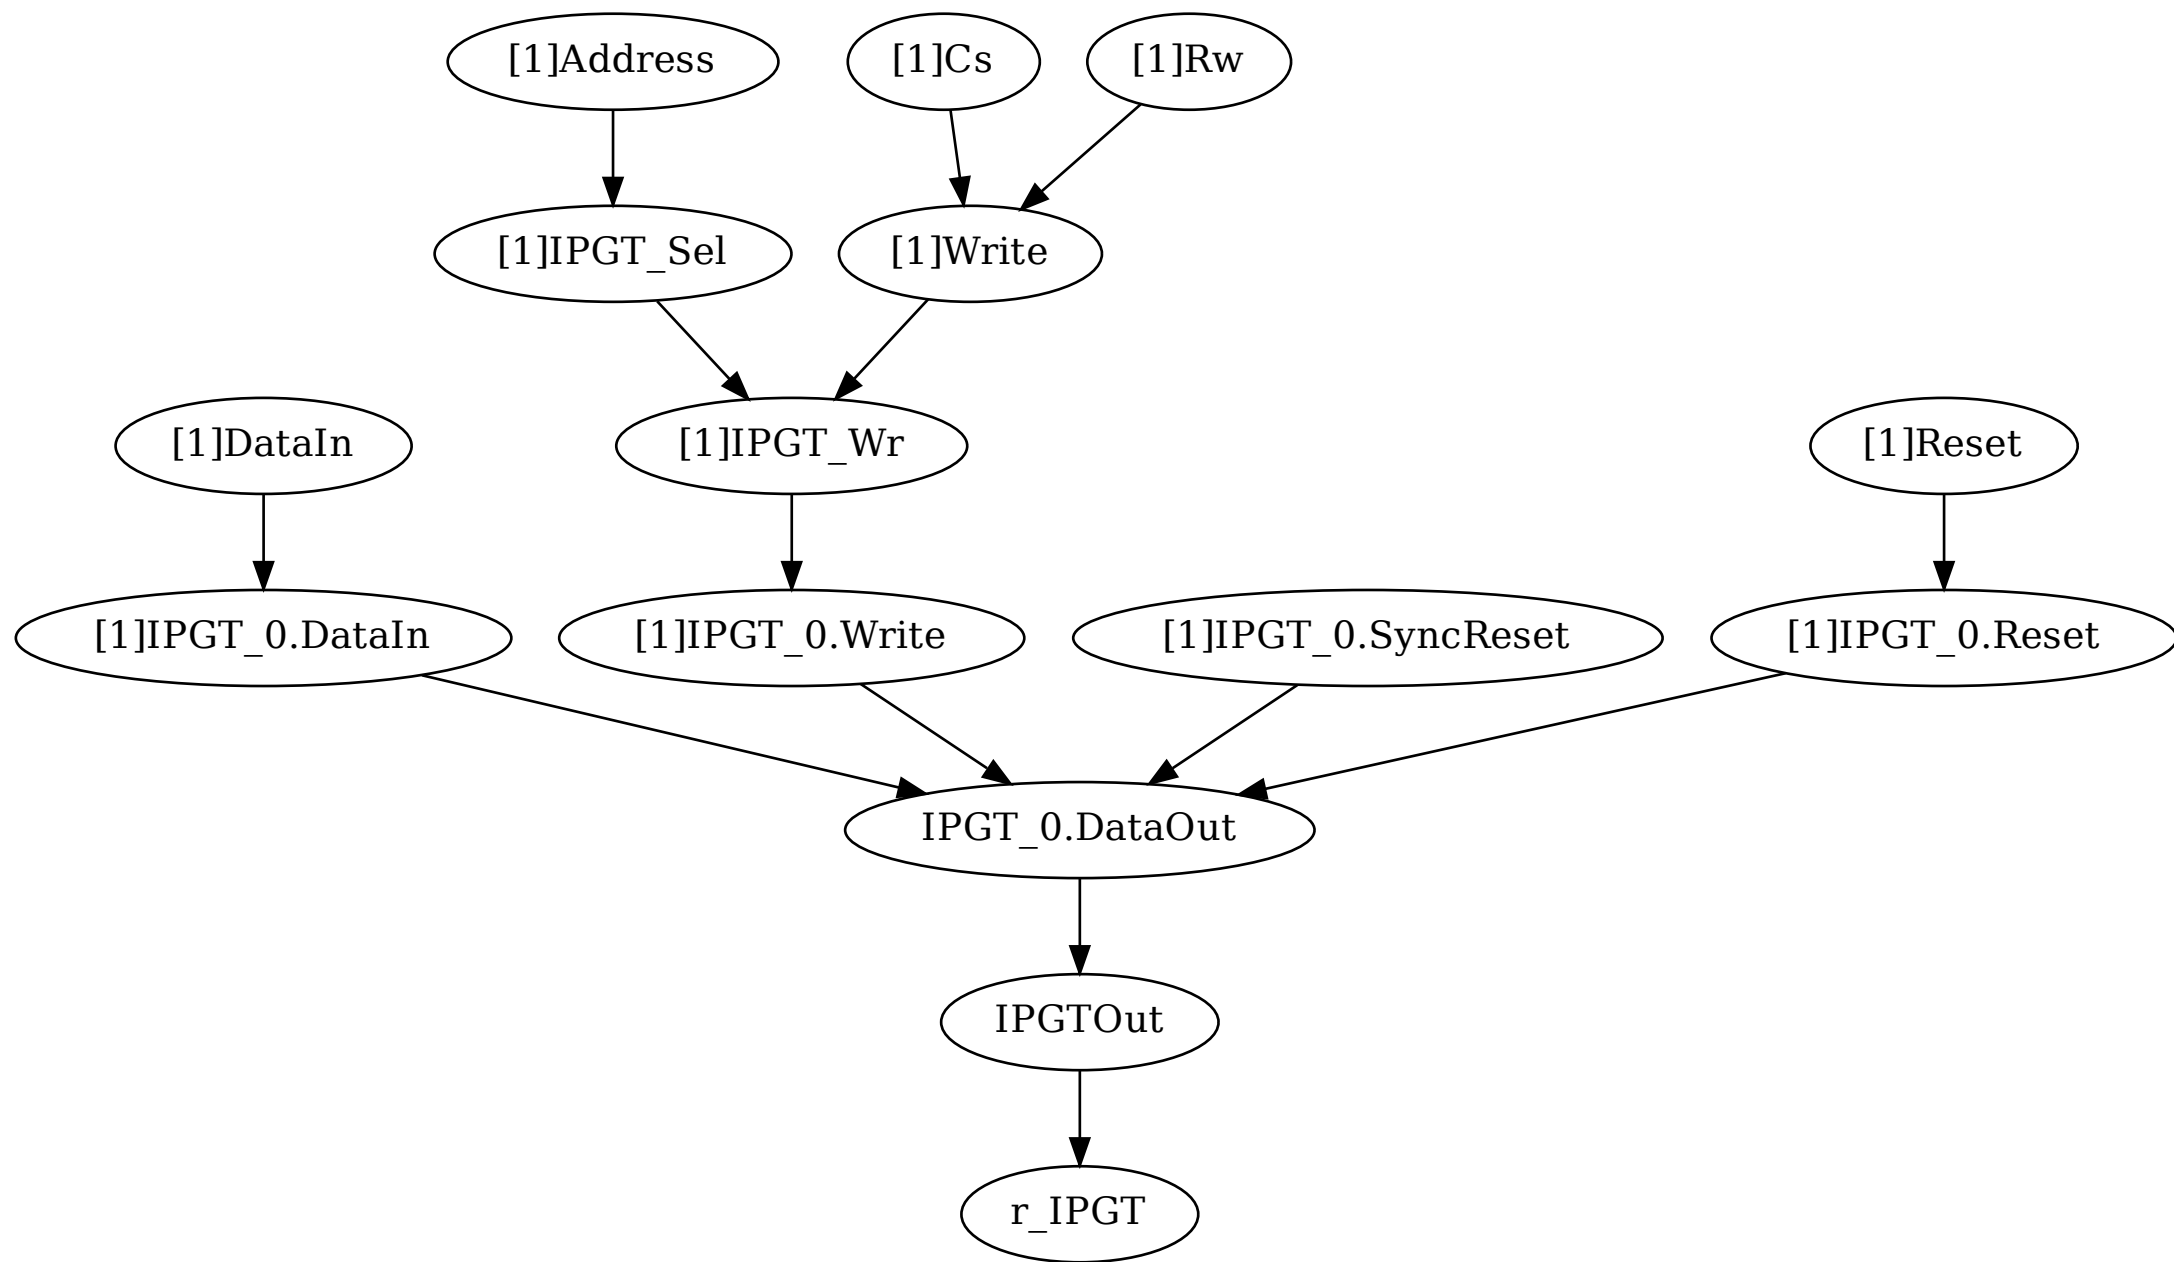 [1]Address
[1]Cs
[1]Rw
[1]IPGT_Sel
[1]Write
[1]DataIn
[1]IPGT_Wr
[1]Reset
[1]IPGT_0.DataIn
[1]IPGT_0.Write
[1]IPGT_0.SyncReset
[1]IPGT_0.Reset
IPGT_0.DataOut
IPGTOut
r_IPGT